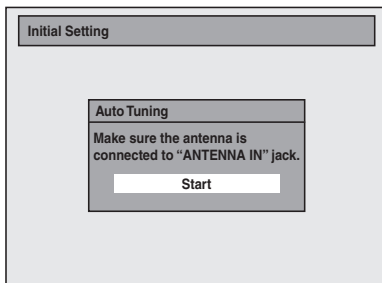 Initial Setting
Auto Tuning
Make sure the antenna is
connected to “ANTENNA IN” jack.
Start